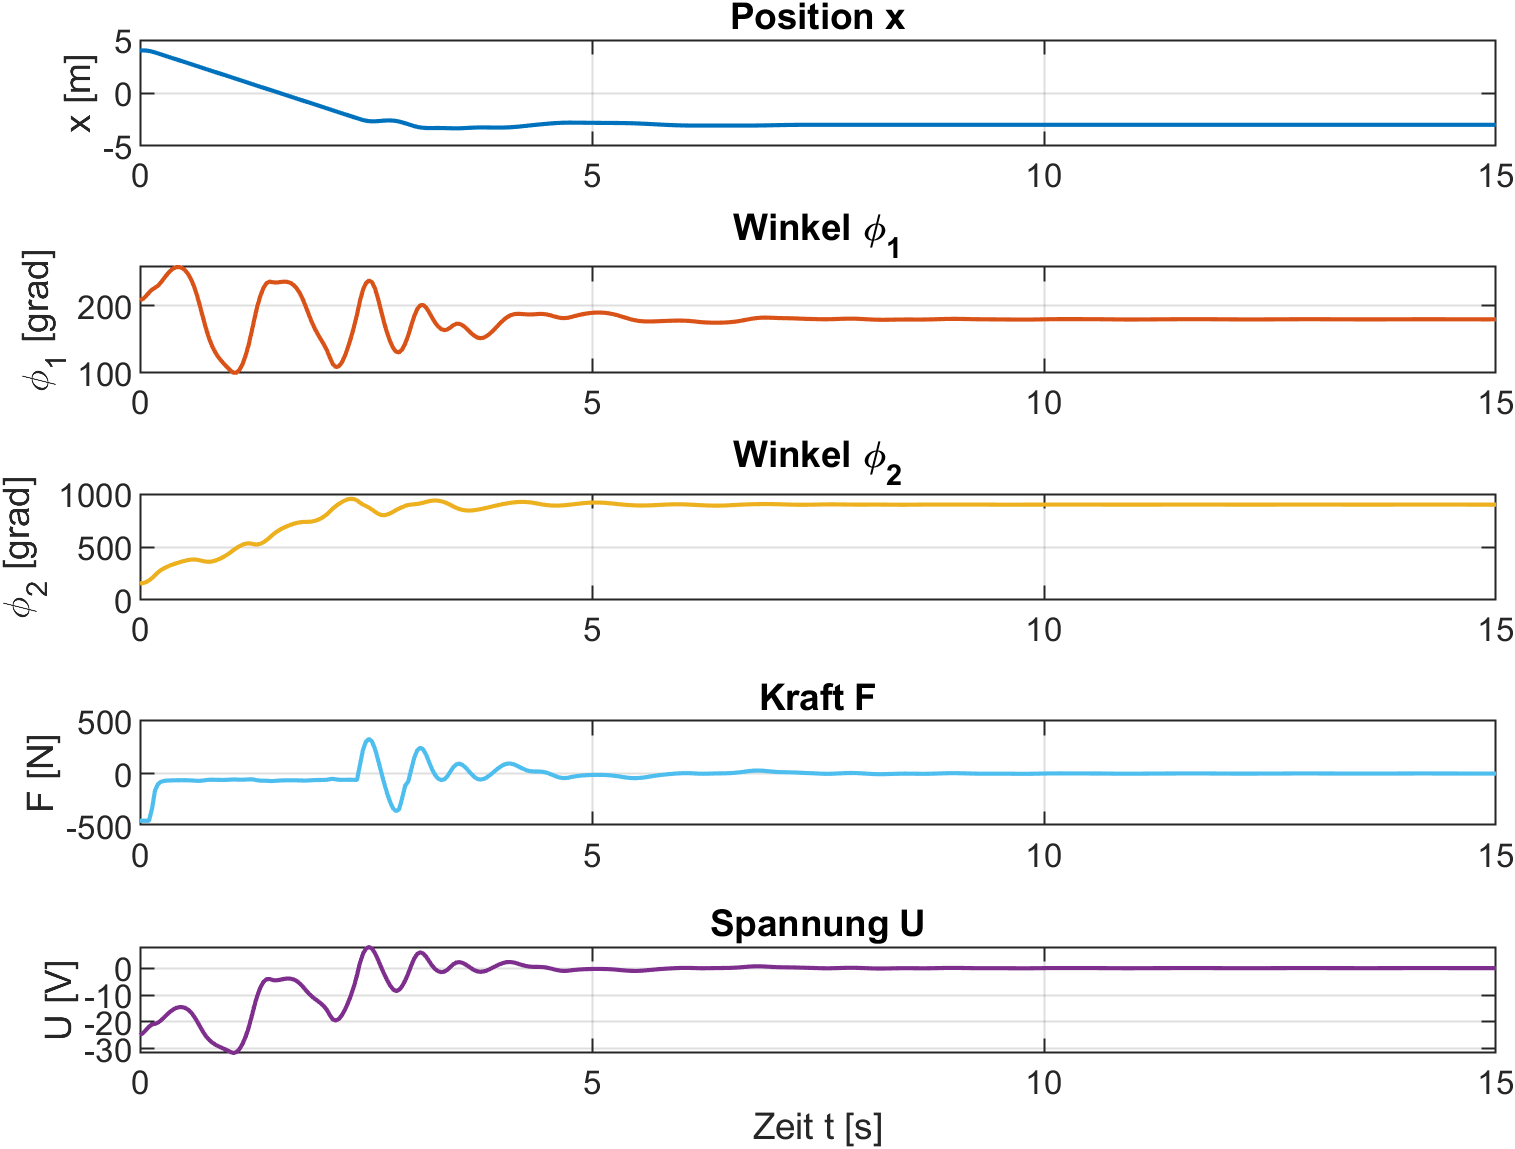 Position x
x [m]
5
0
-5
0 5 10 15
Winkel ϕ1
ϕ1 [grad]
200
100
0 5 10 15
Winkel ϕ2
ϕ2 [grad]
1000
500
0
0 5 10 15
Kraft F
F [N]
500
0
-500
0 5 10 15
Spannung U
U [V]
0
-10
-20
-30
0 5 10 15
Zeit t [s]